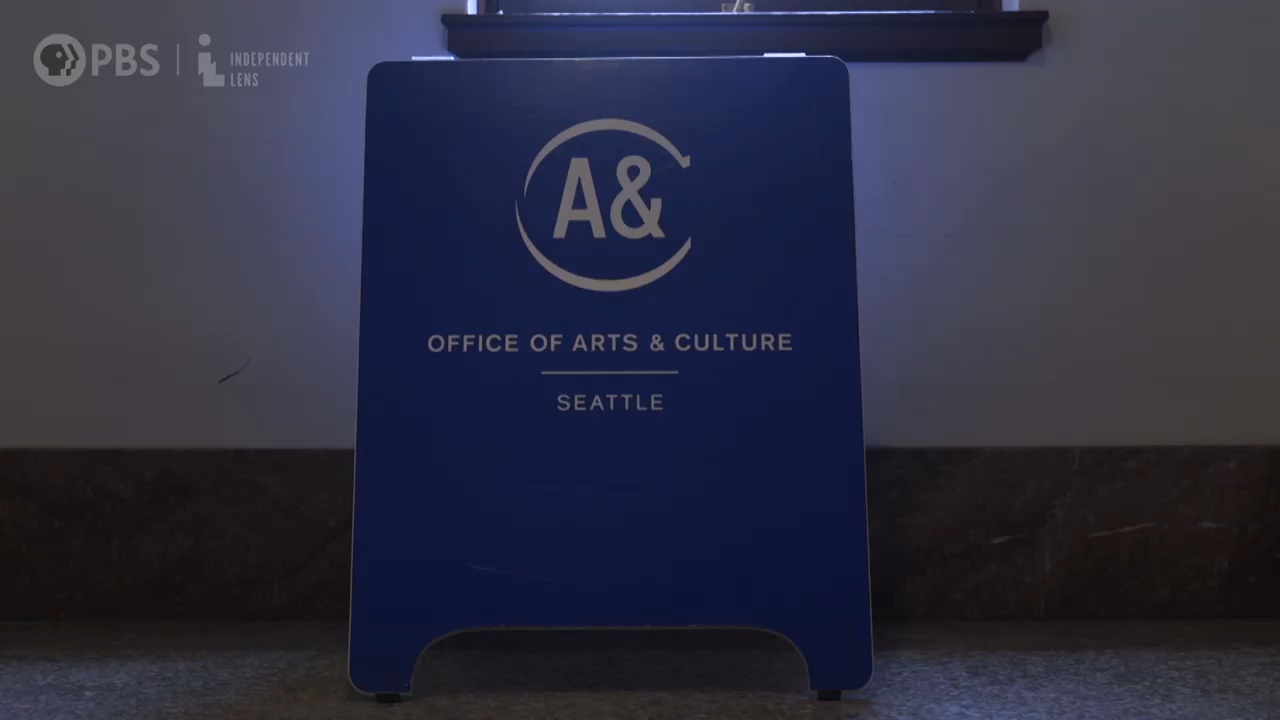 PBS
INDEPENDENT
LENS
A&
OFFICE OF ARTS & CULTURE
SEATTLE